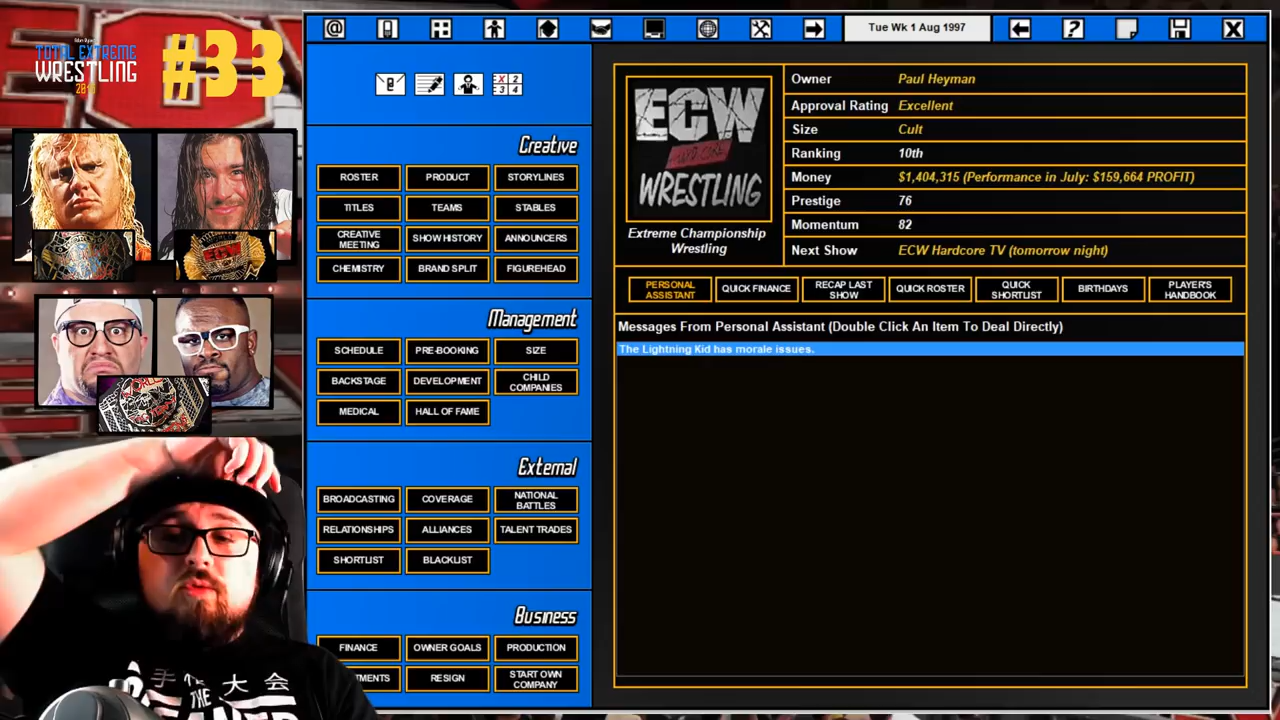 TOTAL EXTREME
WRESTLING
#33
Tue Wk 1 Aug 1997
Creative
ROSTER
PRODUCT
STORYLINES
TITLES
TEAMS
STABLES
CREATIVE
MEETING
SHOW HISTORY
ANNOUNCERS
CHEMISTRY
BRAND SPLIT
FIGUREHEAD
Management
SCHEDULE
PRE-BOOKING
SIZE
BACKSTAGE
DEVELOPMENT
CHILD
COMPANIES
MEDICAL
HALL OF FAME
External
BROADCASTING
COVERAGE
NATIONAL
BATTLES
RELATIONSHIPS
ALLIANCES
TALENT TRADES
SHORTLIST
BLACKLIST
Business
FINANCE
OWNER GOALS
PRODUCTION
TMENTS
RESIGN
START OWN
COMPANY
ECW
HARDCORE
WRESTLING
Extreme Championship
Wrestling
Owner Paul Heyman
Approval Rating Excellent
Size Cult
Ranking 10th
Money $1,404,315 (Performance in July: $159,664 PROFIT)
Prestige 76
Momentum 82
Next Show ECW Hardcore TV (tomorrow night)
PERSONAL
ASSISTANT
QUICK FINANCE
RECAP LAST
SHOW
QUICK ROSTER
QUICK
SHORTLIST
BIRTHDAYS
PLAYER'S
HANDBOOK
Messages From Personal Assistant (Double Click An Item To Deal Directly)
The Lightning Kid has morale issues.
大会
THE